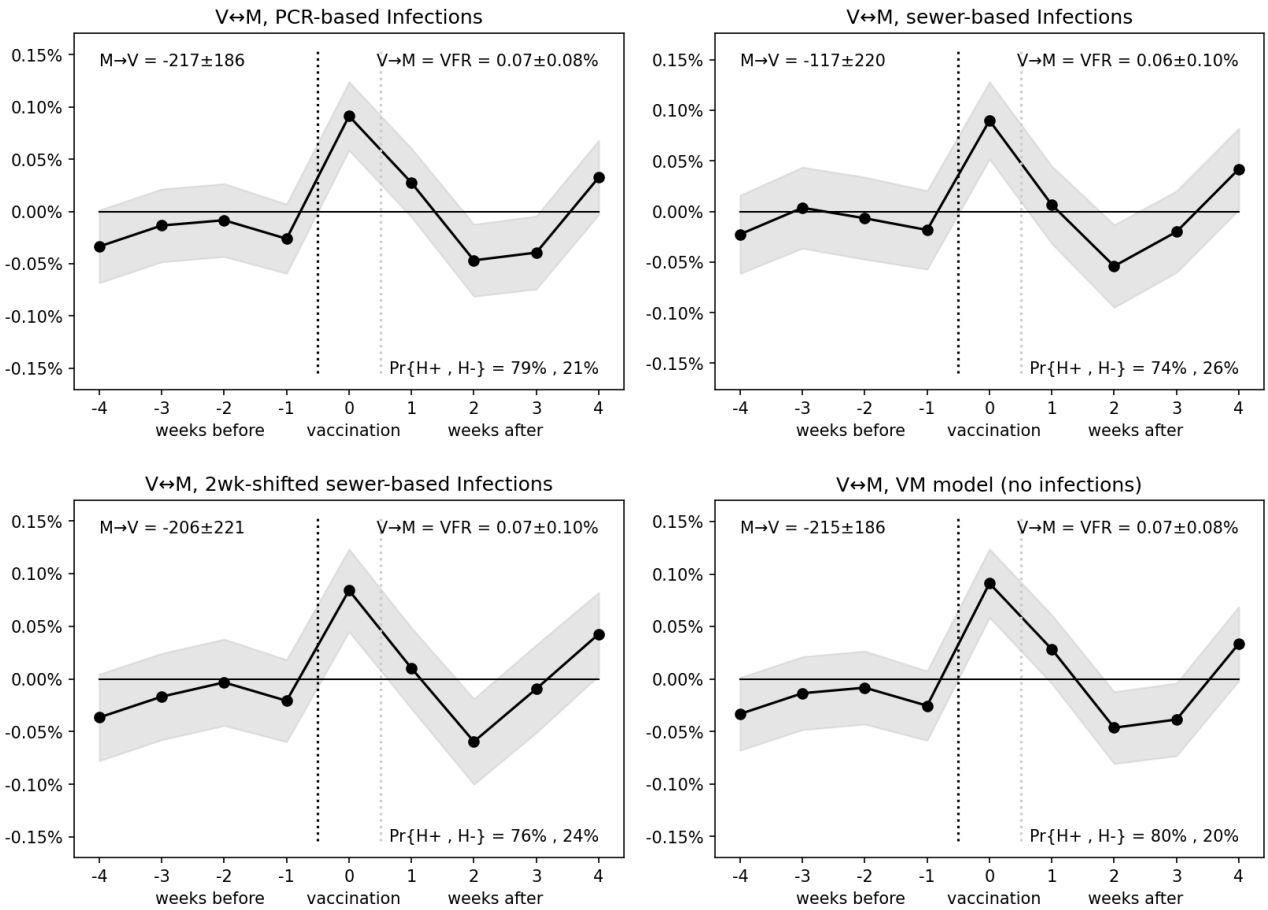 V↔M, PCR-based Infections
M→V = -217±186
V→M = VFR = 0.07±0.08%
0.15%
0.10%
0.05%
0.00%
-0.05%
-0.10%
-0.15%
Pr{H+ , H-} = 79% , 21%
-4 -3 -2 -1 0 1 2 3 4
weeks before vaccination weeks after
V↔M, sewer-based Infections
M→V = -117±220
V→M = VFR = 0.06±0.10%
0.15%
0.10%
0.05%
0.00%
-0.05%
-0.10%
-0.15%
Pr{H+ , H-} = 74% , 26%
-4 -3 -2 -1 0 1 2 3 4
weeks before vaccination weeks after
V↔M, 2wk-shifted sewer-based Infections
M→V = -206±221
V→M = VFR = 0.07±0.10%
0.15%
0.10%
0.05%
0.00%
-0.05%
-0.10%
-0.15%
Pr{H+ , H-} = 76% , 24%
-4 -3 -2 -1 0 1 2 3 4
weeks before vaccination weeks after
V↔M, VM model (no infections)
M→V = -215±186
V→M = VFR = 0.07±0.08%
0.15%
0.10%
0.05%
0.00%
-0.05%
-0.10%
-0.15%
Pr{H+ , H-} = 80% , 20%
-4 -3 -2 -1 0 1 2 3 4
weeks before vaccination weeks after